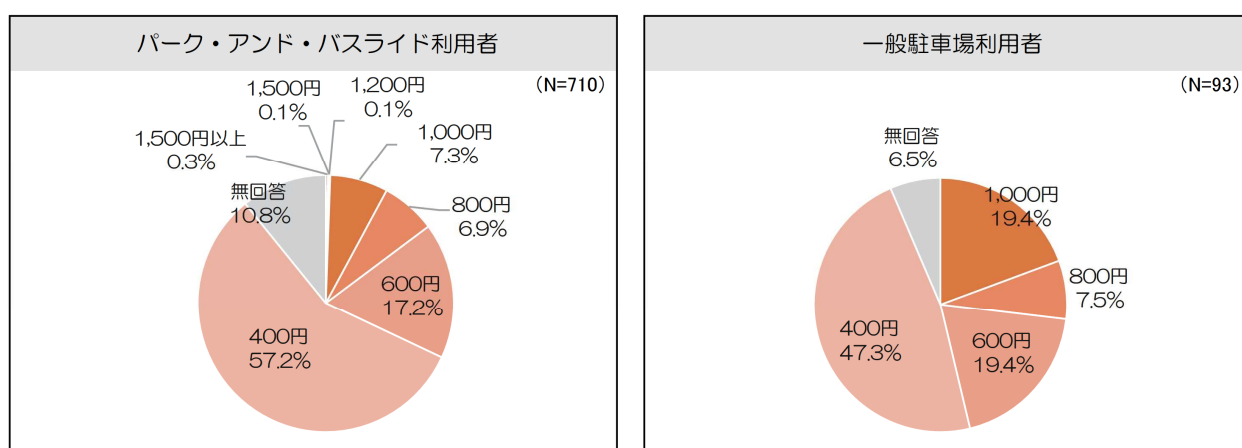 パーク・アンド・バスライド利用者
(N=710)
1,500円
0.1%
1,200円
0.1%
1,500円以上
0.3%
1,000円
7.3%
無回答
10.8%
800円
6.9%
600円
17.2%
400円
57.2%
一般駐車場利用者
(N=93)
無回答
6.5%
1,000円
19.4%
800円
7.5%
400円
47.3%
600円
19.4%